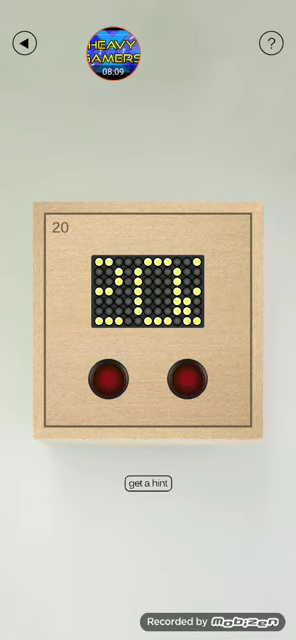 HEAVY
GAMERS
08:09
?
20
get a hint
Recorded by Mobizen